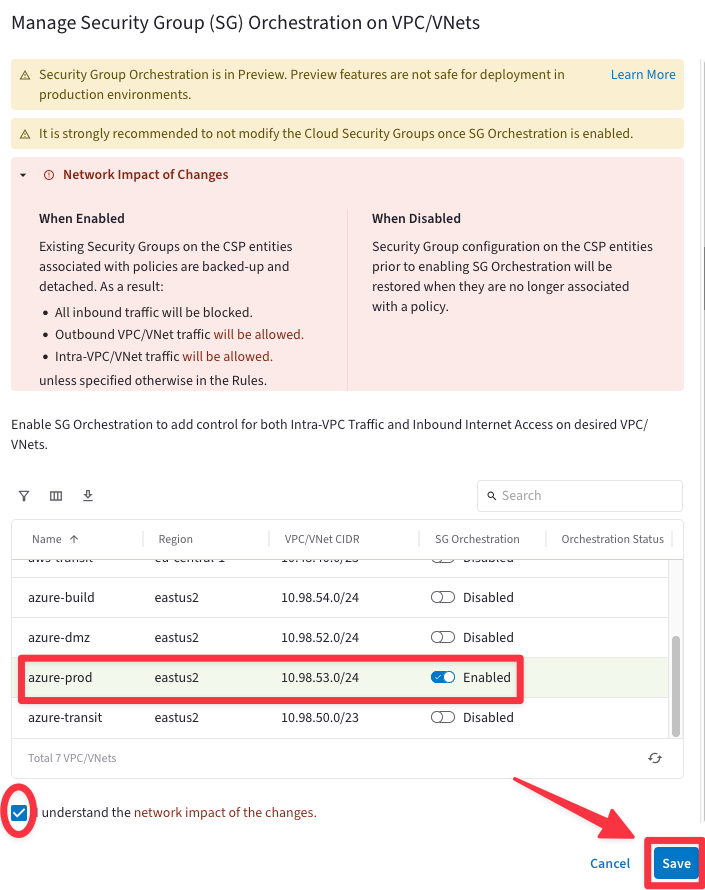 Manage Security Group (SG) Orchestration on VPC/VNets
Security Group Orchestration is in Preview. Preview features are not safe for deployment in
production environments.
Learn More
It is strongly recommended to not modify the Cloud Security Groups once SG Orchestration is enabled.
Network Impact of Changes
When Enabled
Existing Security Groups on the CSP entities
associated with policies are backed-up and
detached. As a result:
• All inbound traffic will be blocked.
• Outbound VPC/VNet traffic will be allowed.
• Intra-VPC/VNet traffic will be allowed.
unless specified otherwise in the Rules.
When Disabled
Security Group configuration on the CSP entities
prior to enabling SG Orchestration will be
restored when they are no longer associated
with a policy.
Enable SG Orchestration to add control for both Intra-VPC Traffic and Inbound Internet Access on desired VPC/
VNets.
Search
Name Region VPC/VNet CIDR SG Orchestration Orchestration Status
aws-transit eu-central-1 Disabled
azure-build eastus2 10.98.54.0/24 Disabled
azure-dmz eastus2 10.98.52.0/24 Disabled
azure-prod eastus2 10.98.53.0/24 Enabled
azure-transit eastus2 10.98.50.0/23 Disabled
Total 7 VPC/VNets
understand the network impact of the changes.
Cancel
Save